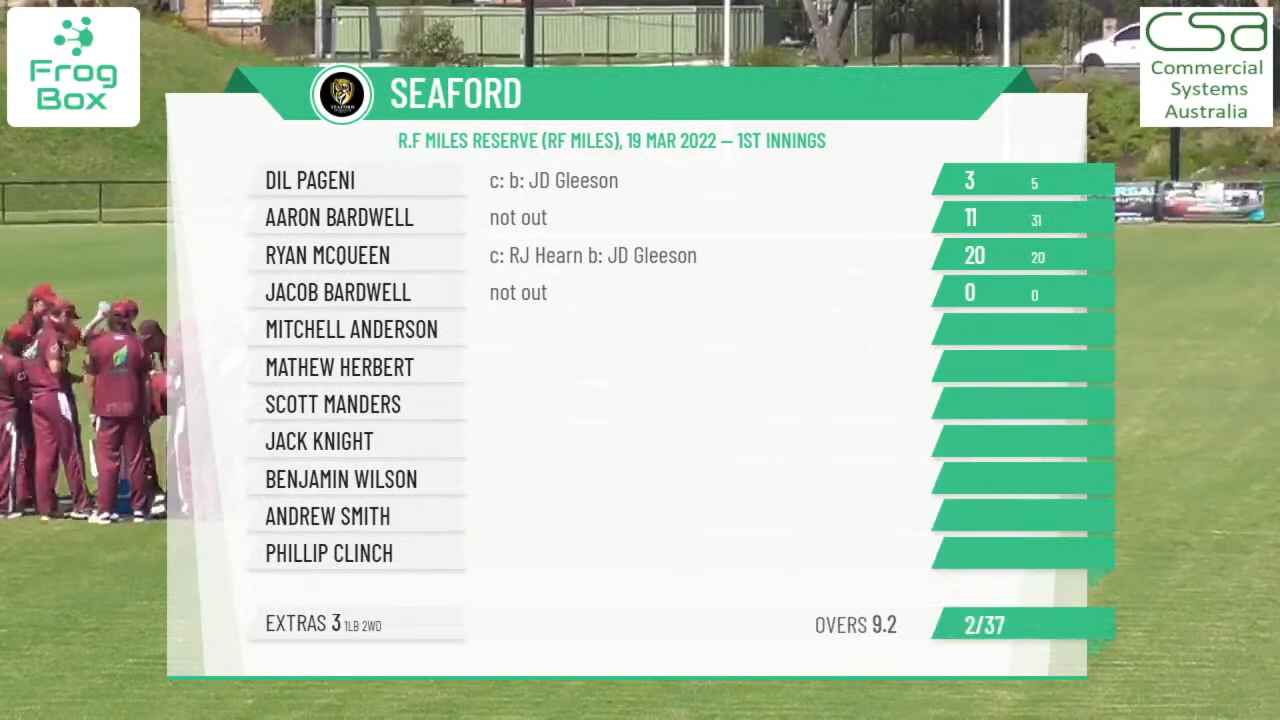 Frog
Box
CSA
Commercial
Systems
Australia
SEAFORD
SEAFORD
R.F MILES RESERVE (RF MILES), 19 MAR 2022 – 1ST INNINGS
DIL PAGENI c: b: JD Gleeson 3 5
AARON BARDWELL not out 11 31
RYAN MCQUEEN c: RJ Hearn b: JD Gleeson 20 20
JACOB BARDWELL not out 0 0
MITCHELL ANDERSON
MATHEW HERBERT
SCOTT MANDERS
JACK KNIGHT
BENJAMIN WILSON
ANDREW SMITH
PHILLIP CLINCH
EXTRAS 3 1LB 2WD OVERS 9.2 2/37